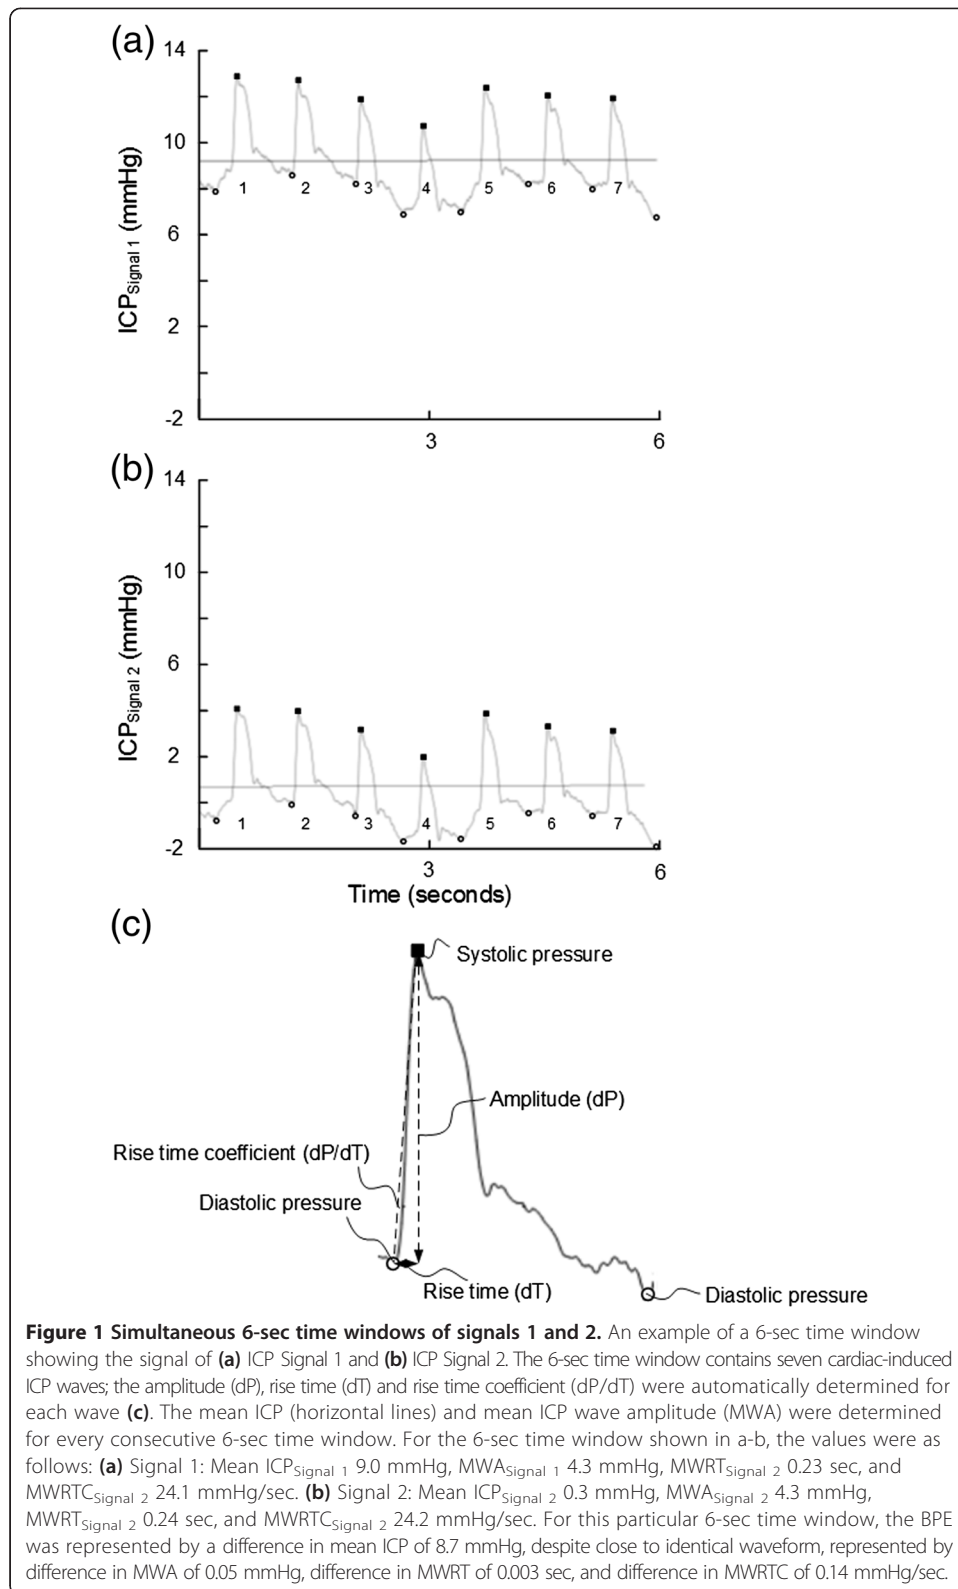 (a)
14
10
6
2
-2
ICPSignal 1 (mmHg)
1 2 3 4 5 6 7
3 6
(b)
14
10
6
2
-2
ICPSignal 2 (mmHg)
1 2 3 4 5 6 7
3 6
Time (seconds)
(c)
Systolic pressure
Amplitude (dP)
Rise time coefficient (dP/dT)
Diastolic pressure
Rise time (dT)
Diastolic pressure
Figure 1 Simultaneous 6-sec time windows of signals 1 and 2. An example of a 6-sec time window
showing the signal of (a) ICP Signal 1 and (b) ICP Signal 2. The 6-sec time window contains seven cardiac-induced
ICP waves; the amplitude (dP), rise time (dT) and rise time coefficient (dP/dT) were automatically determined for
each wave (c). The mean ICP (horizontal lines) and mean ICP wave amplitude (MWA) were determined
for every consecutive 6-sec time window. For the 6-sec time window shown in a-b, the values were as
follows: (a) Signal 1: Mean ICPSignal 1 9.0 mmHg, MWASignal 1 4.3 mmHg, MWRTSignal 2 0.23 sec, and
MWRTCSignal 2 24.1 mmHg/sec. (b) Signal 2: Mean ICPSignal 2 0.3 mmHg, MWASignal 2 4.3 mmHg,
MWRTSignal 2 0.24 sec, and MWRTCSignal 2 24.2 mmHg/sec. For this particular 6-sec time window, the BPE
was represented by a difference in mean ICP of 8.7 mmHg, despite close to identical waveform, represented by
difference in MWA of 0.05 mmHg, difference in MWRT of 0.003 sec, and difference in MWRTC of 0.14 mmHg/sec.